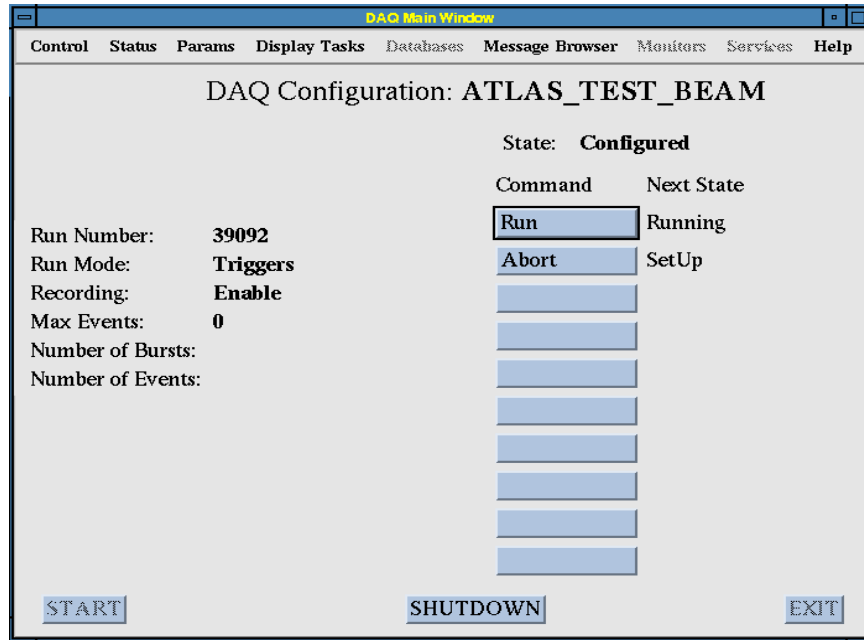 DAQ Main Window
Control Status Params Display Tasks Databases Message Browser Monitors Services Help
DAQ Configuration: ATLAS_TEST_BEAM
State: Configured
Command Next State
Run Running
Abort SetUp
Run Number: 39092
Run Mode: Triggers
Recording: Enable
Max Events: 0
Number of Bursts:
Number of Events:
START SHUTDOWN EXIT